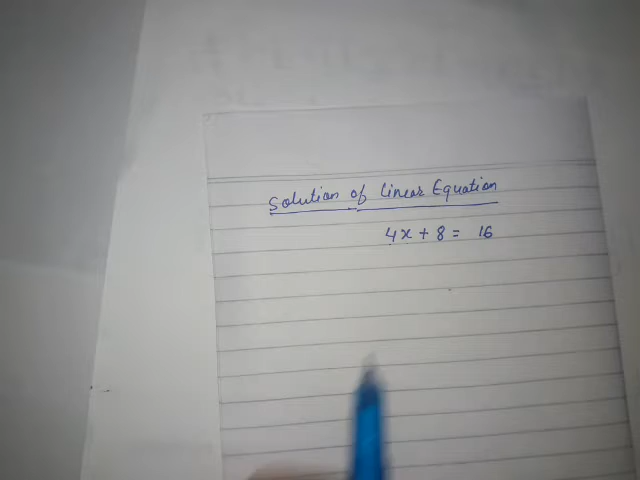 Solution of Linear Equation
4x + 8 = 16